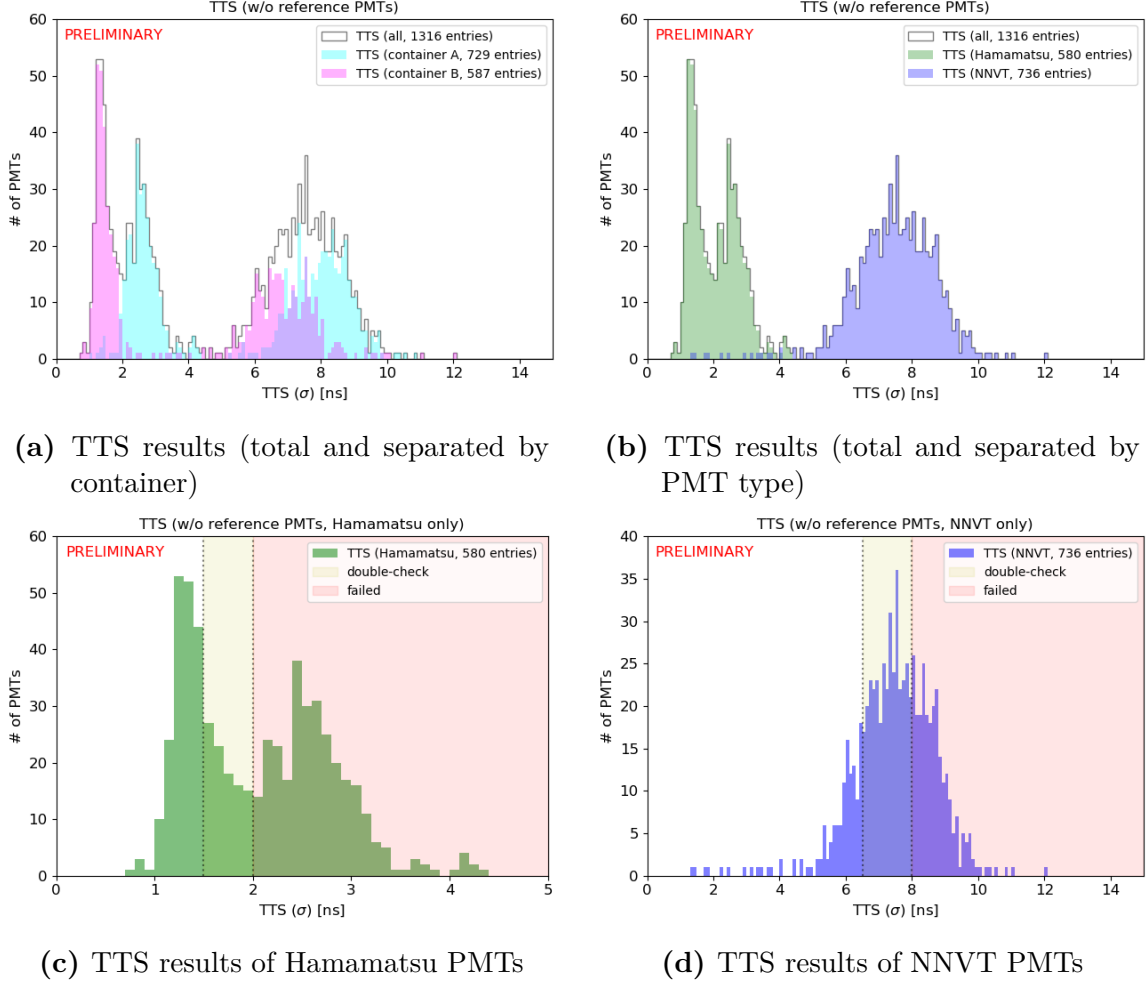 TTS (w/o reference PMTs)
PRELIMINARY
TTS (all, 1316 entries)
TTS (container A, 729 entries)
TTS (container B, 587 entries)
60
50
40
30
20
10
0
# of PMTs
0 2 4 6 8 10 12 14
TTS (σ) [ns]
(a) TTS results (total and separated by
container)
TTS (w/o reference PMTs)
PRELIMINARY
TTS (all, 1316 entries)
TTS (Hamamatsu, 580 entries)
TTS (NNVT, 736 entries)
60
50
40
30
20
10
0
# of PMTs
0 2 4 6 8 10 12 14
TTS (σ) [ns]
(b) TTS results (total and separated by
PMT type)
TTS (w/o reference PMTs, Hamamatsu only)
PRELIMINARY
TTS (Hamamatsu, 580 entries)
double-check
failed
60
50
40
30
20
10
0
# of PMTs
0 1 2 3 4 5
TTS (σ) [ns]
(c) TTS results of Hamamatsu PMTs
TTS (w/o reference PMTs, NNVT only)
PRELIMINARY
TTS (NNVT, 736 entries)
double-check
failed
40
35
30
25
20
15
10
5
0
# of PMTs
0 2 4 6 8 10 12 14
TTS (σ) [ns]
(d) TTS results of NNVT PMTs